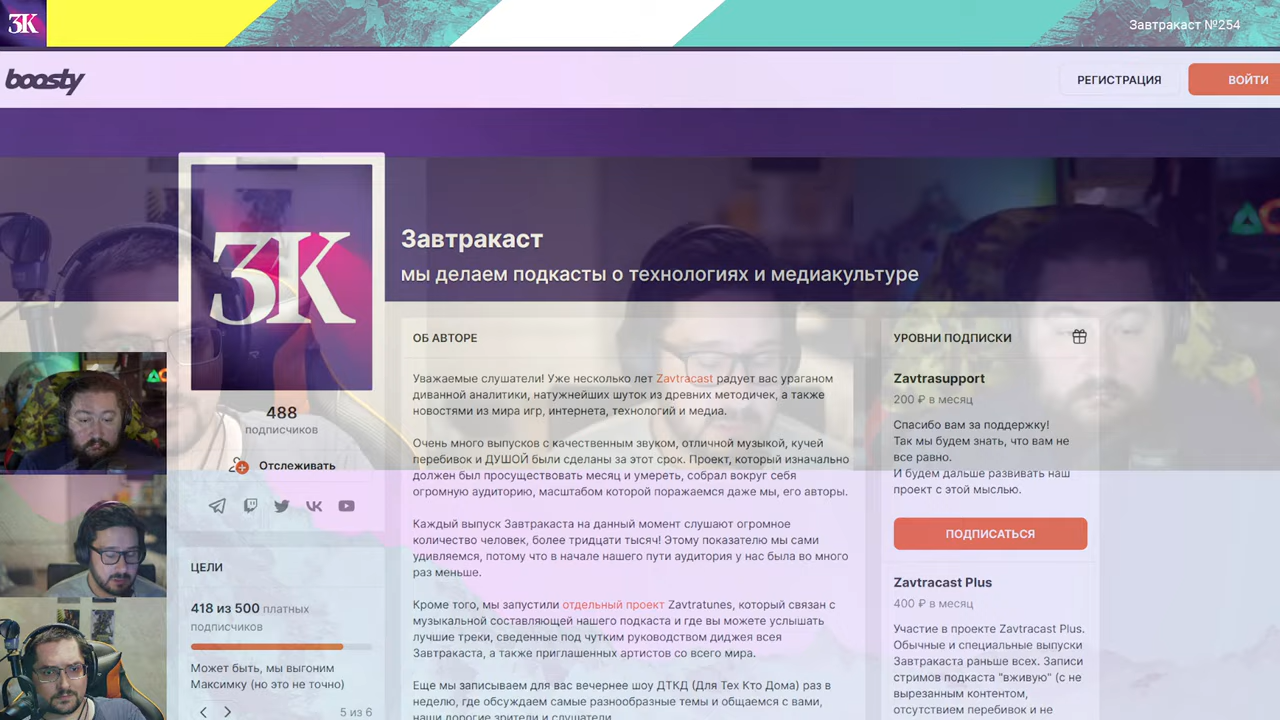 3K
Завтракаст №254
boosty
РЕГИСТРАЦИЯ
ВОЙТИ
3K
Завтракаст
мы делаем подкасты о технологиях и медиакультуре
488
подписчиков
Отслеживать
ЦЕЛИ
418 из 500 платных
подписчиков
Может быть, мы выгоним
Максимку (но это не точно)
5 из 6
ОБ АВТОРЕ
Уважаемые слушатели! Уже несколько лет Zavtracast радует вас ураганом
диванной аналитики, натужнейших шуток из древних методичек, а также
новостями из мира игр, интернета, технологий и медиа.
Очень много выпусков с качественным звуком, отличной музыкой, кучей
перебивок и ДУШОЙ были сделаны за этот срок. Проект, который изначально
должен был просуществовать месяц и умереть, собрал вокруг себя
огромную аудиторию, масштабом которой поражаемся даже мы, его авторы.
Каждый выпуск Завтракаста на данный момент слушают огромное
количество человек, более тридцати тысяч! Этому показателю мы сами
удивляемся, потому что в начале нашего пути аудитория у нас была во много
раз меньше.
Кроме того, мы запустили отдельный проект Zavtratunes, который связан с
музыкальной составляющей нашего подкаста и где вы можете услышать
лучшие треки, сведенные под чутким руководством диджея всея
Завтракаста, а также приглашенных артистов со всего мира.
Еще мы записываем для вас вечернее шоу ДТКД (Для Тех Кто Дома) раз в
неделю, где обсуждаем самые разнообразные темы и общаемся с вами,
наши дорогие зрители и слушатели.
УРОВНИ ПОДПИСКИ
Zavtrasupport
200 ₽ в месяц
Спасибо вам за поддержку!
Так мы будем знать, что вам не
все равно.
И будем дальше развивать наш
проект с этой мыслью.
ПОДПИСАТЬСЯ
Zavtracast Plus
400 ₽ в месяц
Участие в проекте Zavtracast Plus.
Обычные и специальные выпуски
Завтракаста раньше всех. Записи
стримов подкаста "вживую" (с не
вырезанным контентом,
отсутствием перебивок и не